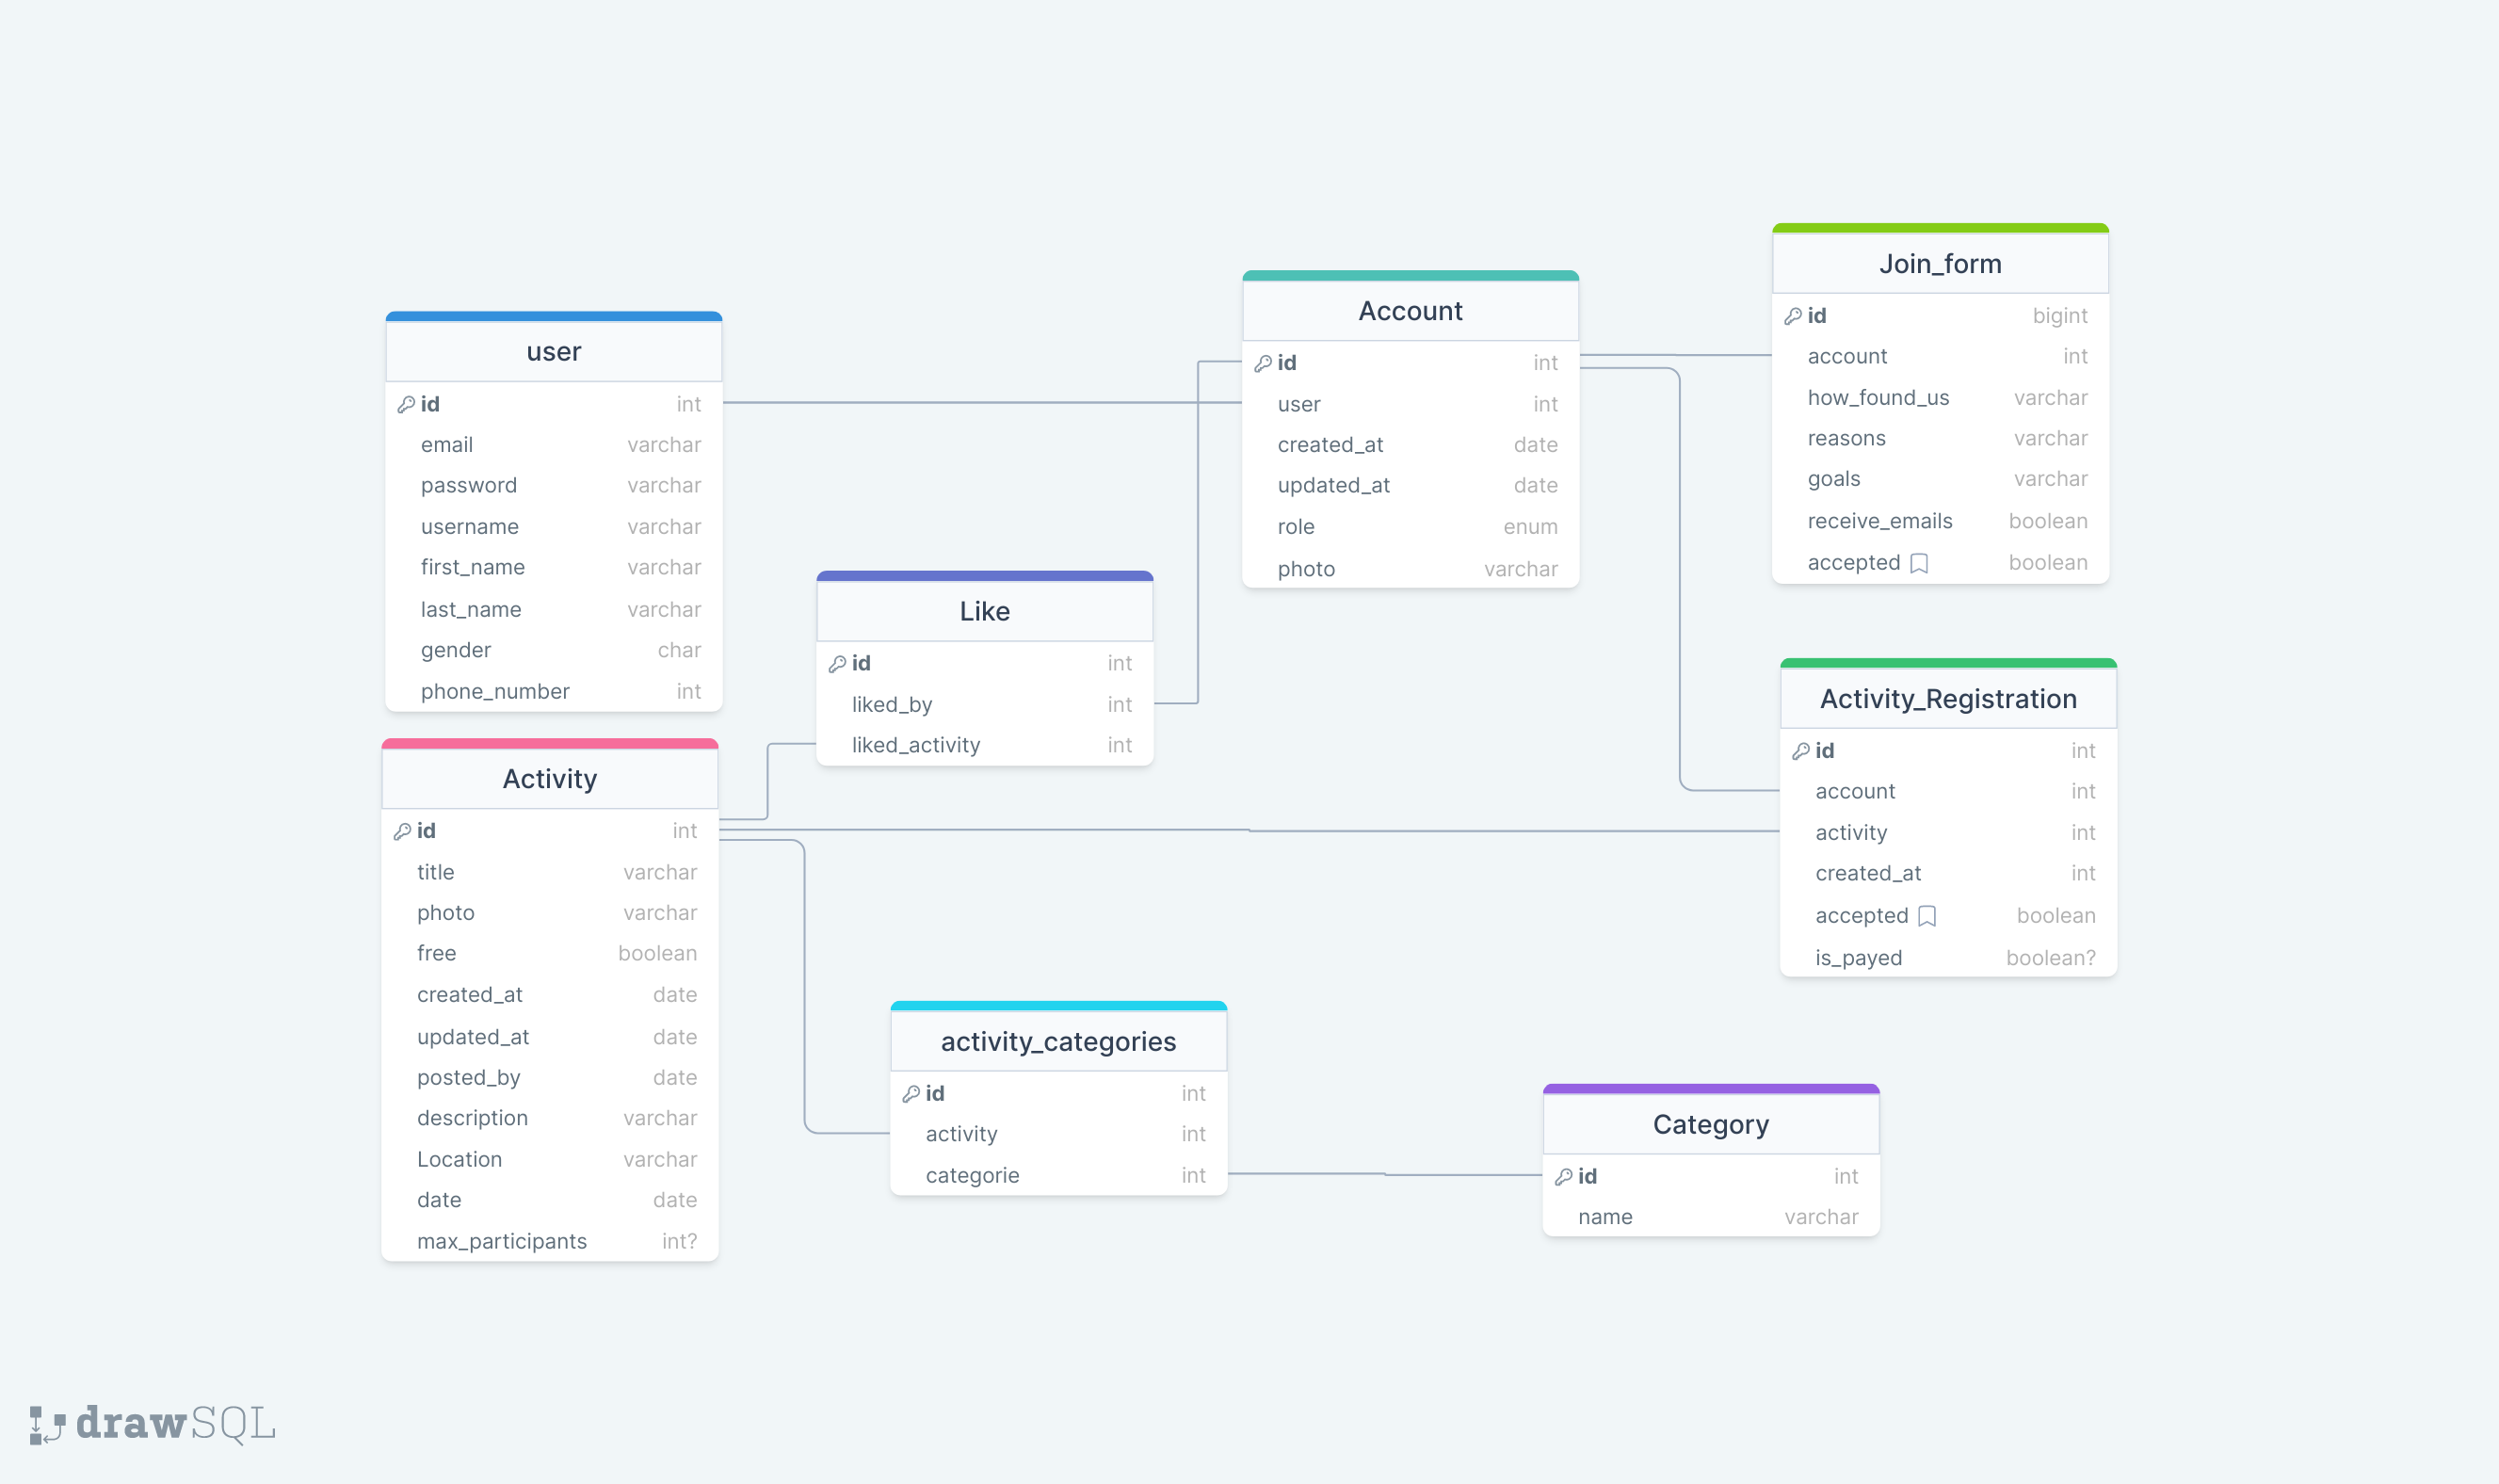 user
id int
email varchar
password varchar
username varchar
first_name varchar
last_name varchar
gender char
phone_number int
Activity
id int
title varchar
photo varchar
free boolean
created_at date
updated_at date
posted_by date
description varchar
Location varchar
date date
max_participants int?
Like
id int
liked_by int
liked_activity int
activity_categories
id int
activity int
categorie int
Account
id int
user int
created_at date
updated_at date
role enum
photo varchar
Category
id int
name varchar
Join_form
id bigint
account int
how_found_us varchar
reasons varchar
goals varchar
receive_emails boolean
accepted boolean
Activity_Registration
id int
account int
activity int
created_at int
accepted boolean
is_payed boolean?
drawSQL